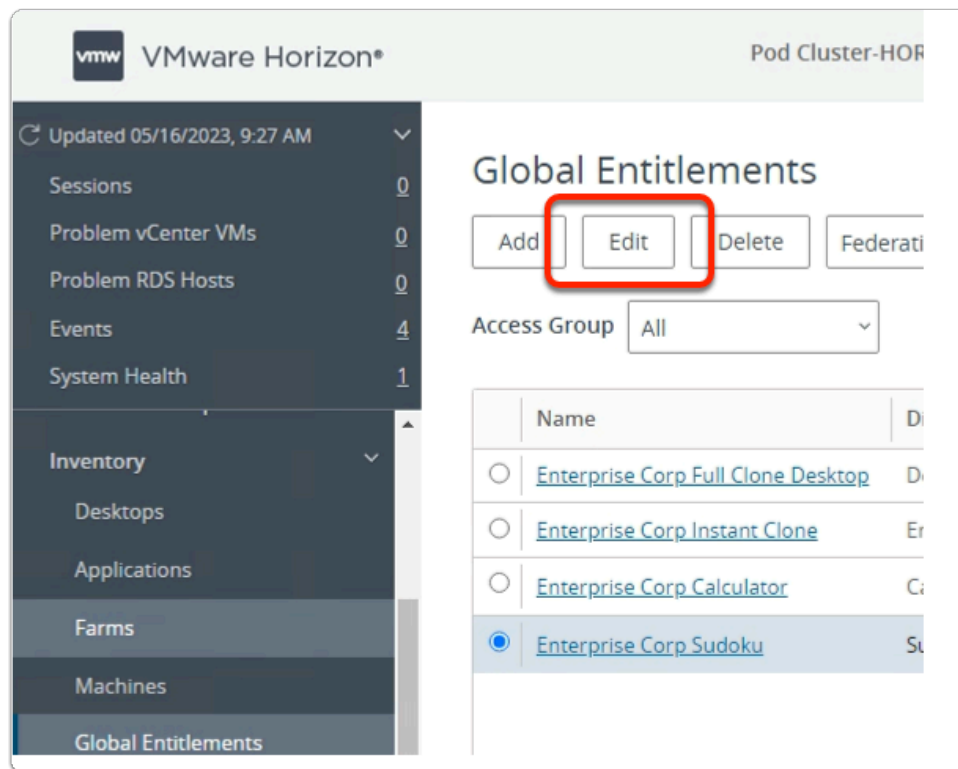 vmw VMware Horizon®
Pod Cluster-HOR
Updated 05/16/2023, 9:27 AM
Sessions 0
Problem vCenter VMs 0
Problem RDS Hosts 0
Events 4
System Health 1
Inventory
Desktops
Applications
Farms
Machines
Global Entitlements
Global Entitlements
Add Edit Delete Federati
Access Group All
Name D
Enterprise Corp Full Clone Desktop D
Enterprise Corp Instant Clone Er
Enterprise Corp Calculator Ca
Enterprise Corp Sudoku Su